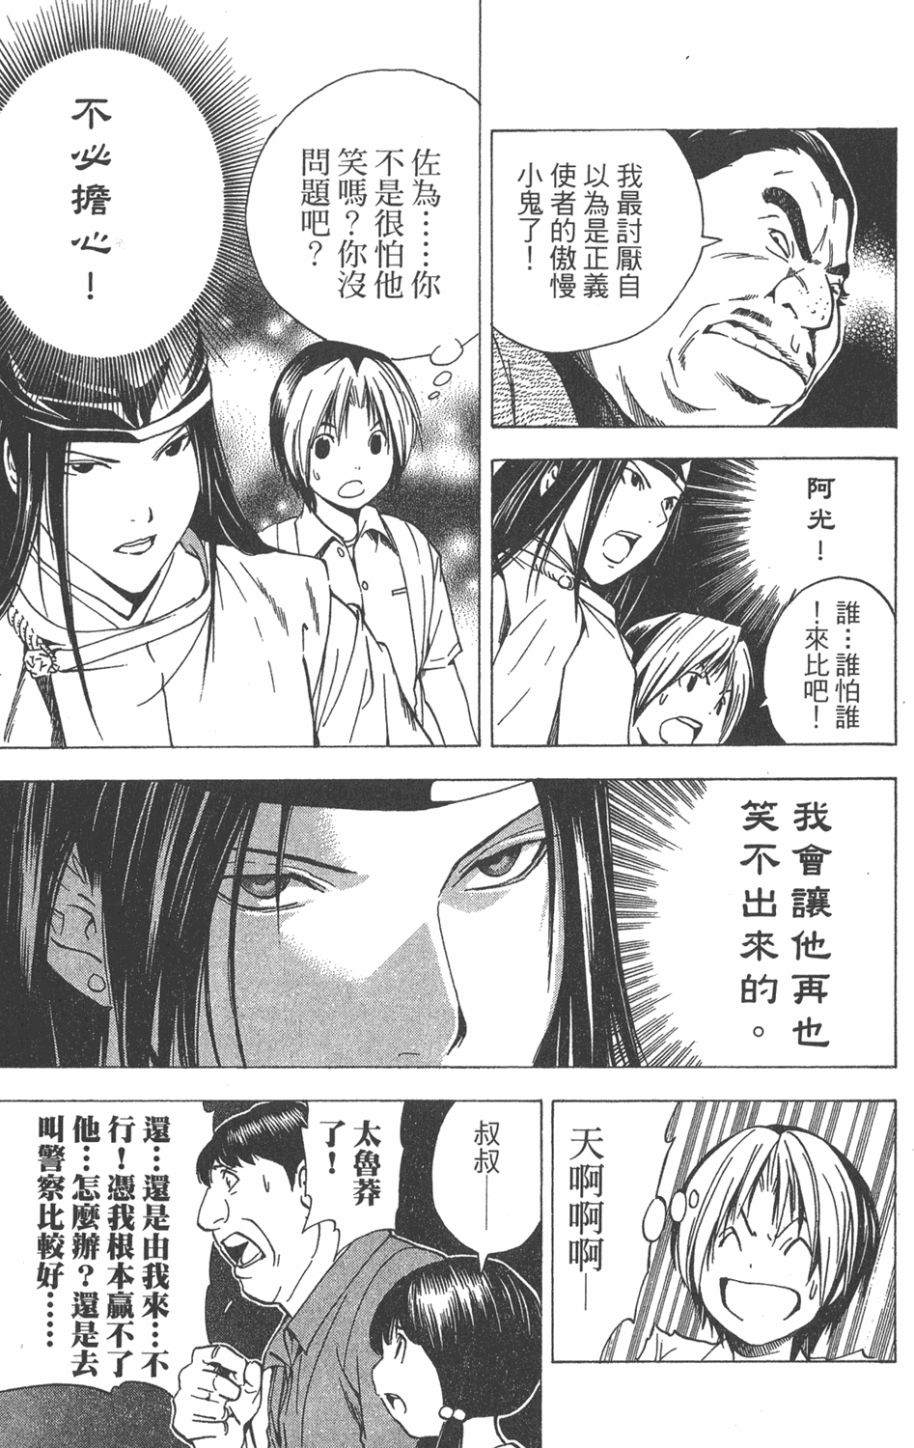 我最討厭自
以為是正義
使者的傲慢
小鬼了！
阿光！
誰…誰怕誰
！來比吧！
佐為……你
不是很怕他
笑嗎？你沒
問題吧？
不必擔心！
我會讓他再也
笑不出來的。
天啊啊啊—
叔叔—
太魯莽
了！
還…還是由我來…不
行！憑我根本贏不了
他…怎麼辦？還是去
叫警察比較好……